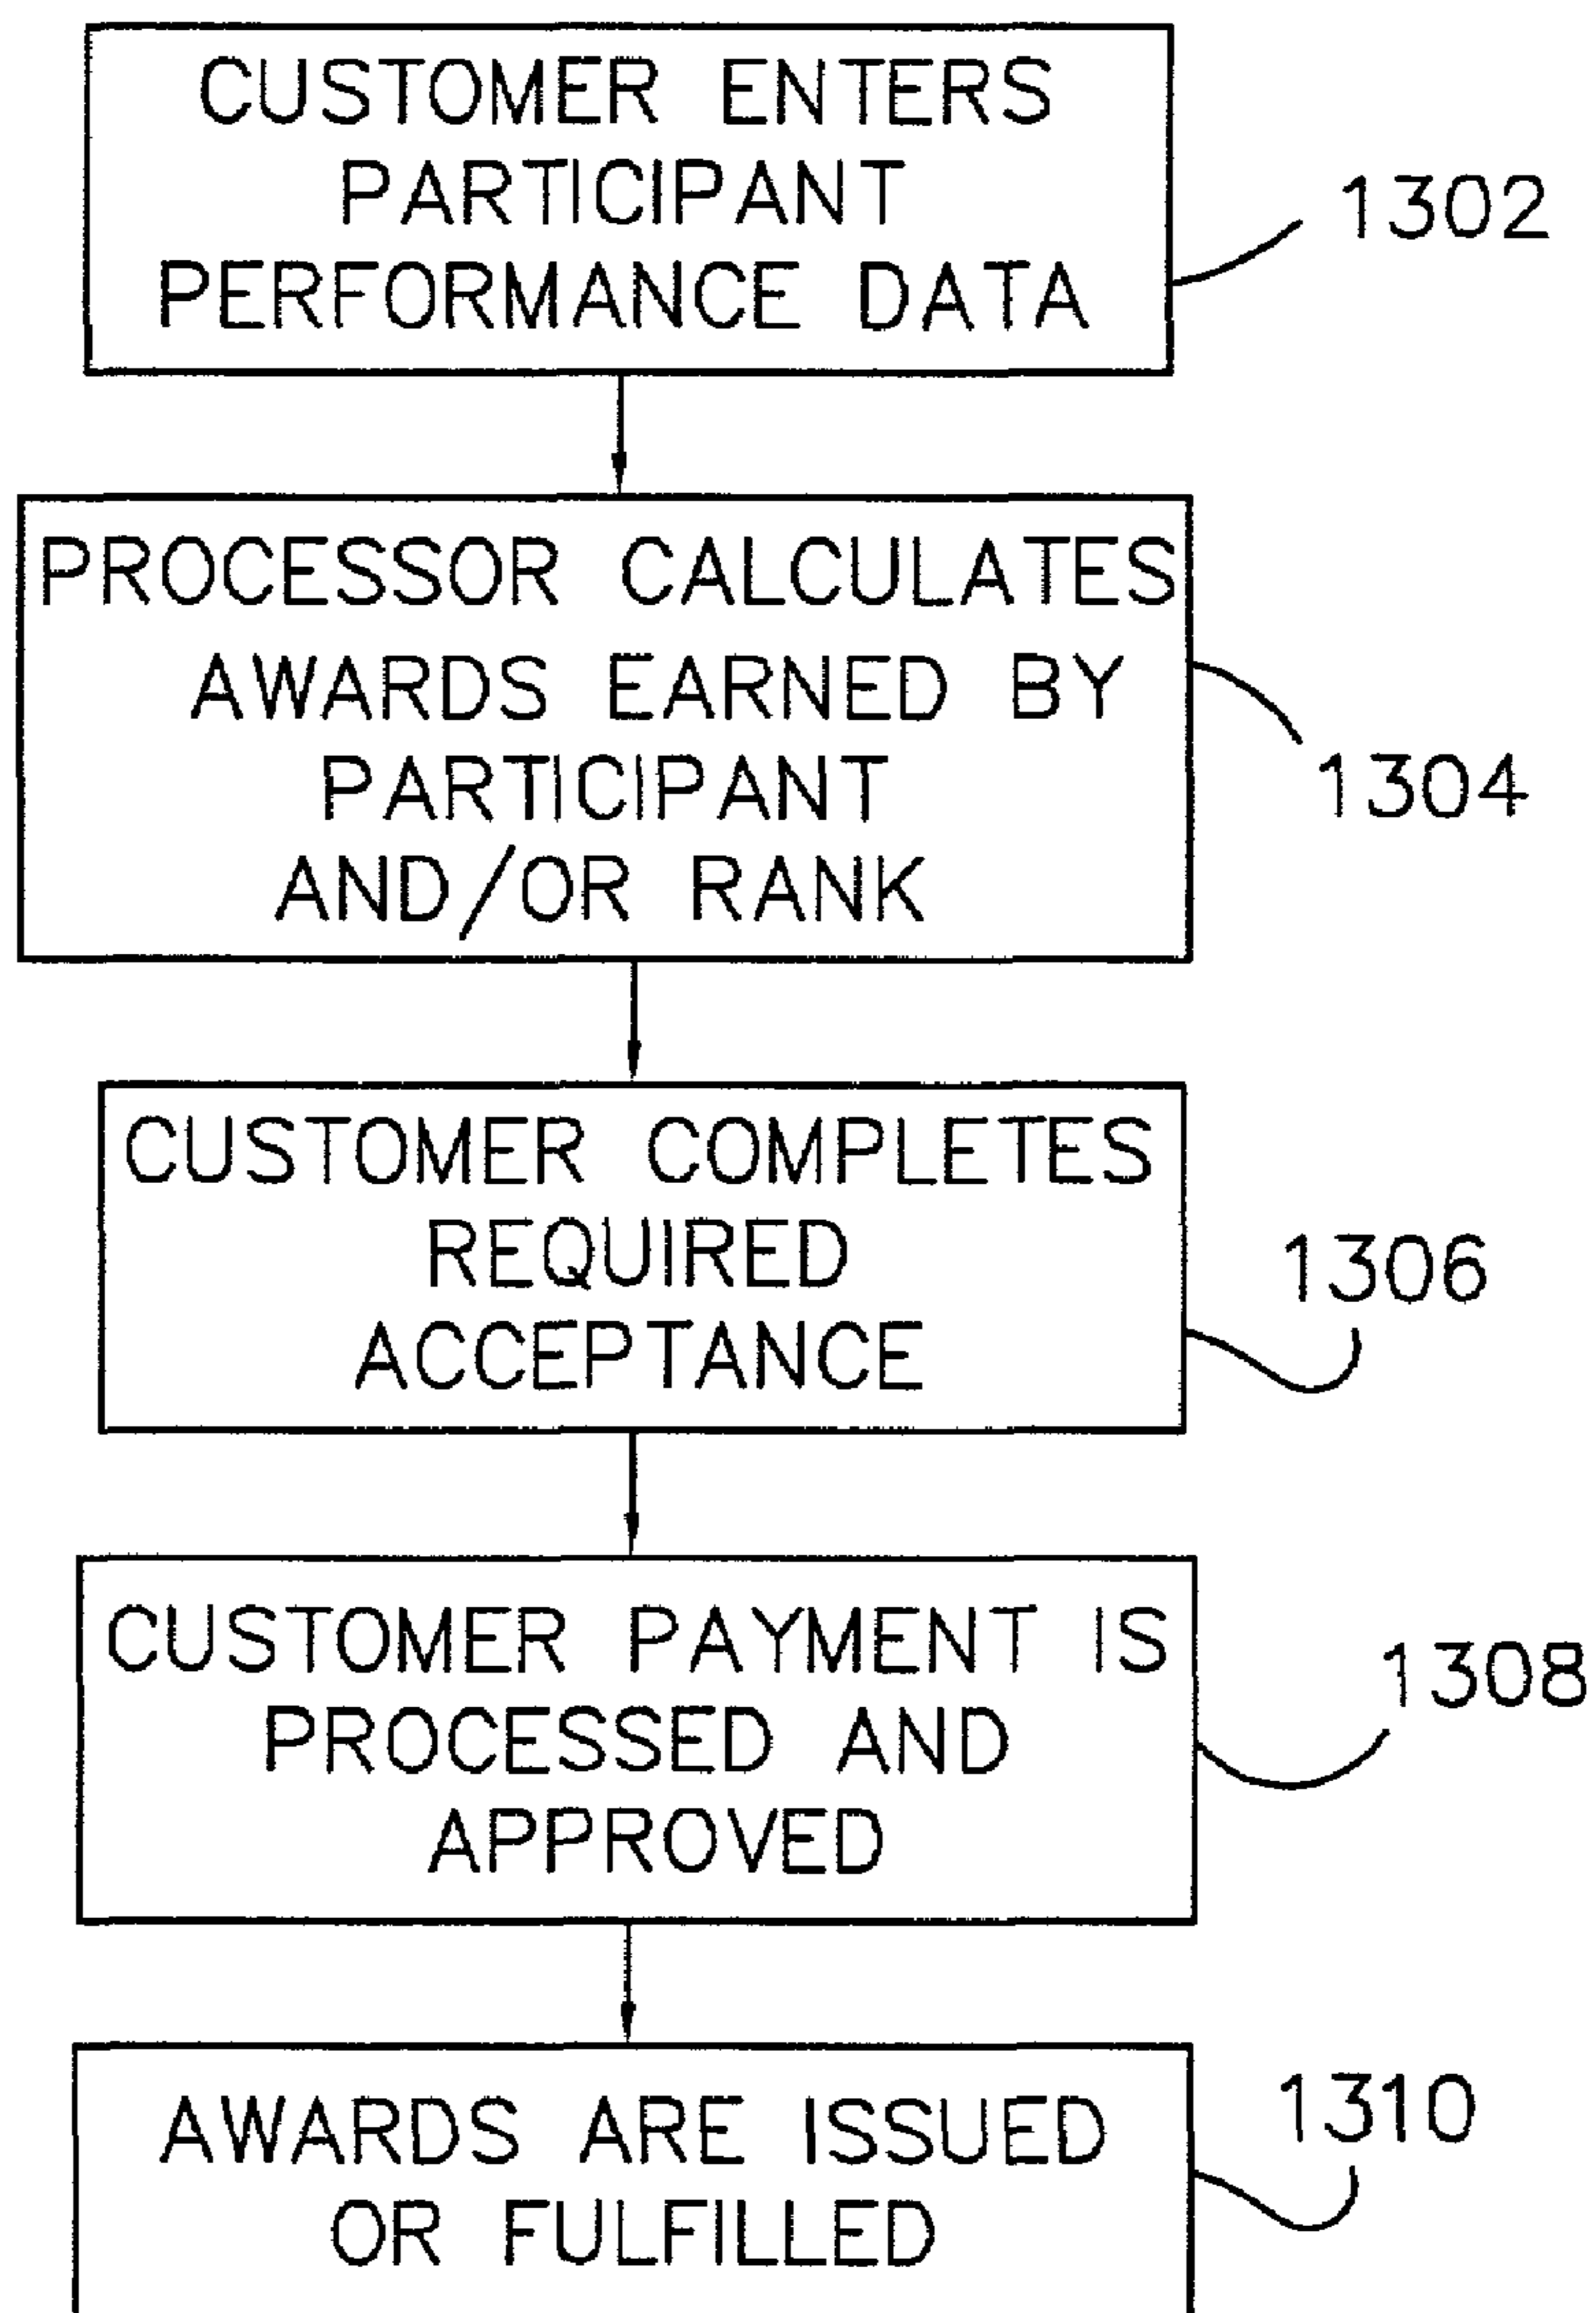 CUSTOMER ENTERS
PARTICIPANT
PERFORMANCE DATA
1302
PROCESSOR CALCULATES
AWARDS EARNED BY
PARTICIPANT
AND/OR RANK
1304
CUSTOMER COMPLETES
REQUIRED
ACCEPTANCE
1306
CUSTOMER PAYMENT IS
PROCESSED AND
APPROVED
1308
AWARDS ARE ISSUED
OR FULFILLED
1310